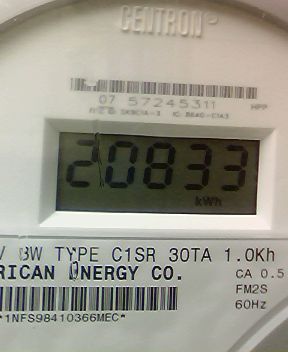 CENTRON®
07 57245311 HPP
20833
kWh
V 3W TYPE C1SR 30TA 1.0Kh
RICAN ENERGY CO. CA 0.5
FM2S
60Hz
*1NFS98410366MEC*